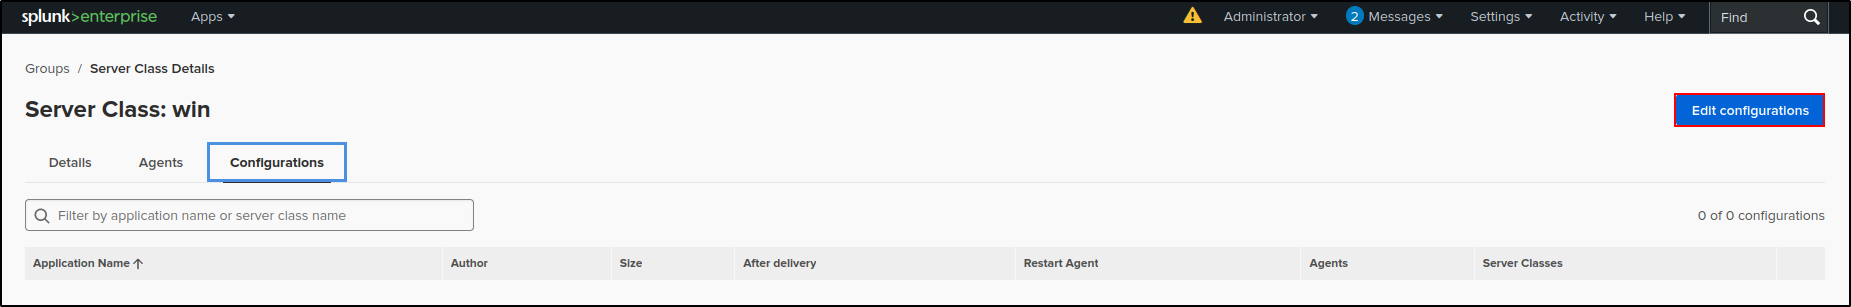 splunk>enterprise Apps Administrator 2 Messages Settings Activity Help Find
Groups / Server Class Details
Server Class: win
Edit configurations
Details Agents Configurations
Filter by application name or server class name
0 of 0 configurations
Application Name Author Size After delivery Restart Agent Agents Server Classes